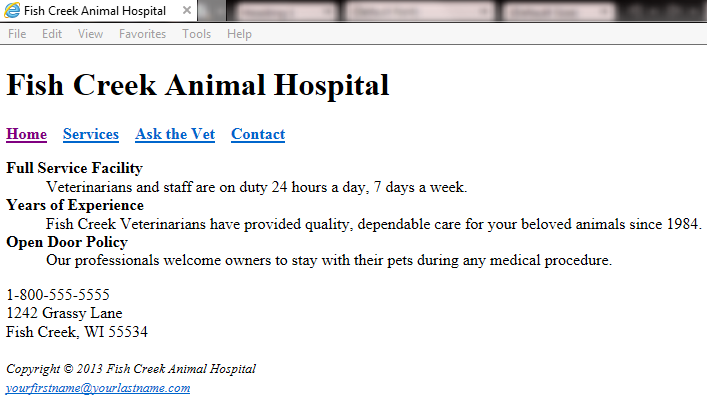 Fish Creek Animal Hospital
File Edit View Favorites Tools Help
Fish Creek Animal Hospital
Home Services Ask the Vet Contact
Full Service Facility
Veterinarians and staff are on duty 24 hours a day, 7 days a week.
Years of Experience
Fish Creek Veterinarians have provided quality, dependable care for your beloved animals since 1984.
Open Door Policy
Our professionals welcome owners to stay with their pets during any medical procedure.
1-800-555-5555
1242 Grassy Lane
Fish Creek, WI 55534
Copyright © 2013 Fish Creek Animal Hospital
yourfirstname@yourlastname.com